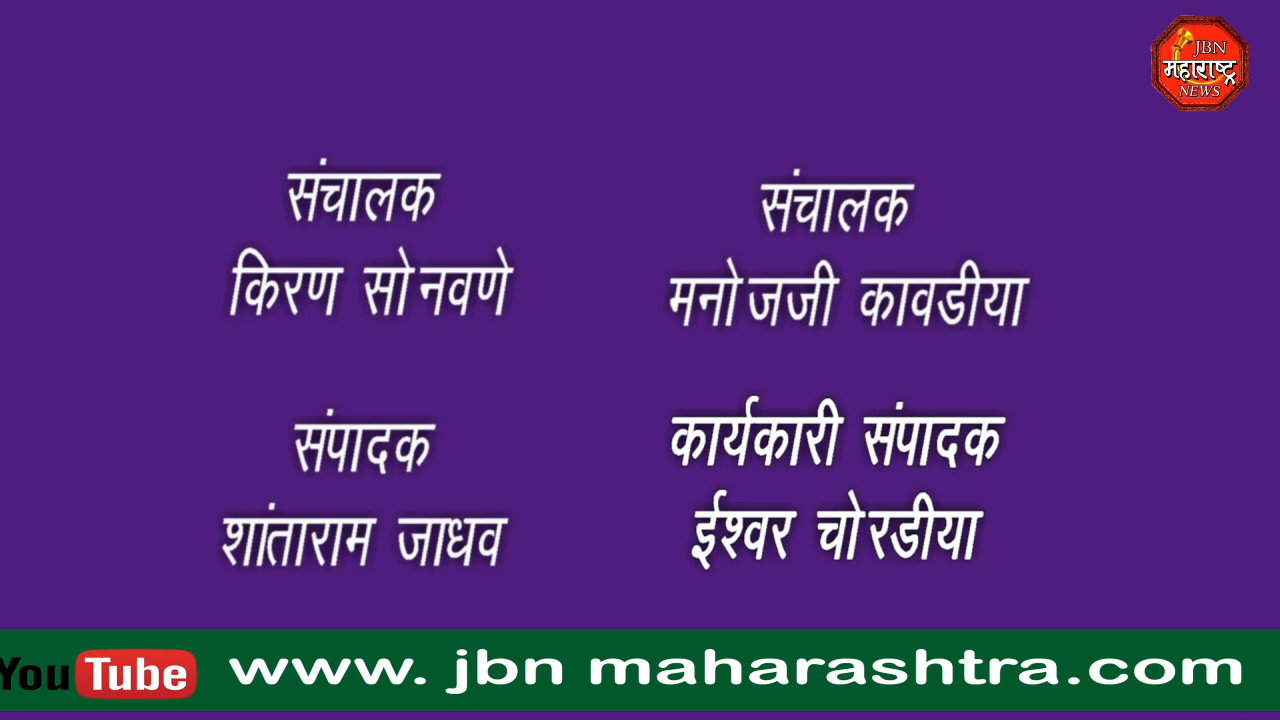 JBN
महाराष्ट्र
NEWS
संचालक
किरण सोनवणे
संचालक
मनोजजी कावडीया
संपादक
शांताराम जाधव
कार्यकारी संपादक
ईश्वर चोरडीया
YouTube www. jbn maharashtra.com